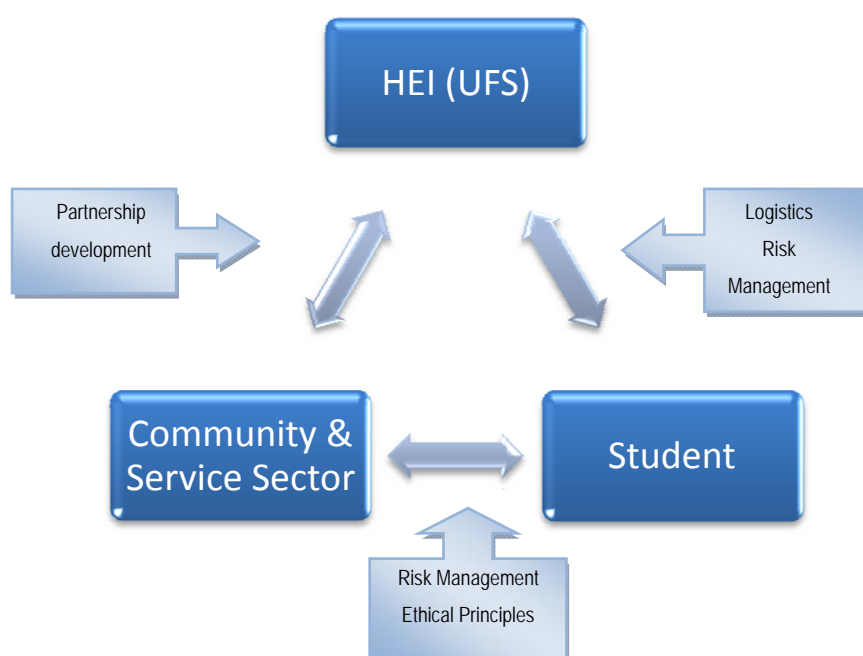 HEI (UFS)
Partnership
development
Logistics
Risk
Management
Community &
Service Sector
Student
Risk Management
Ethical Principles